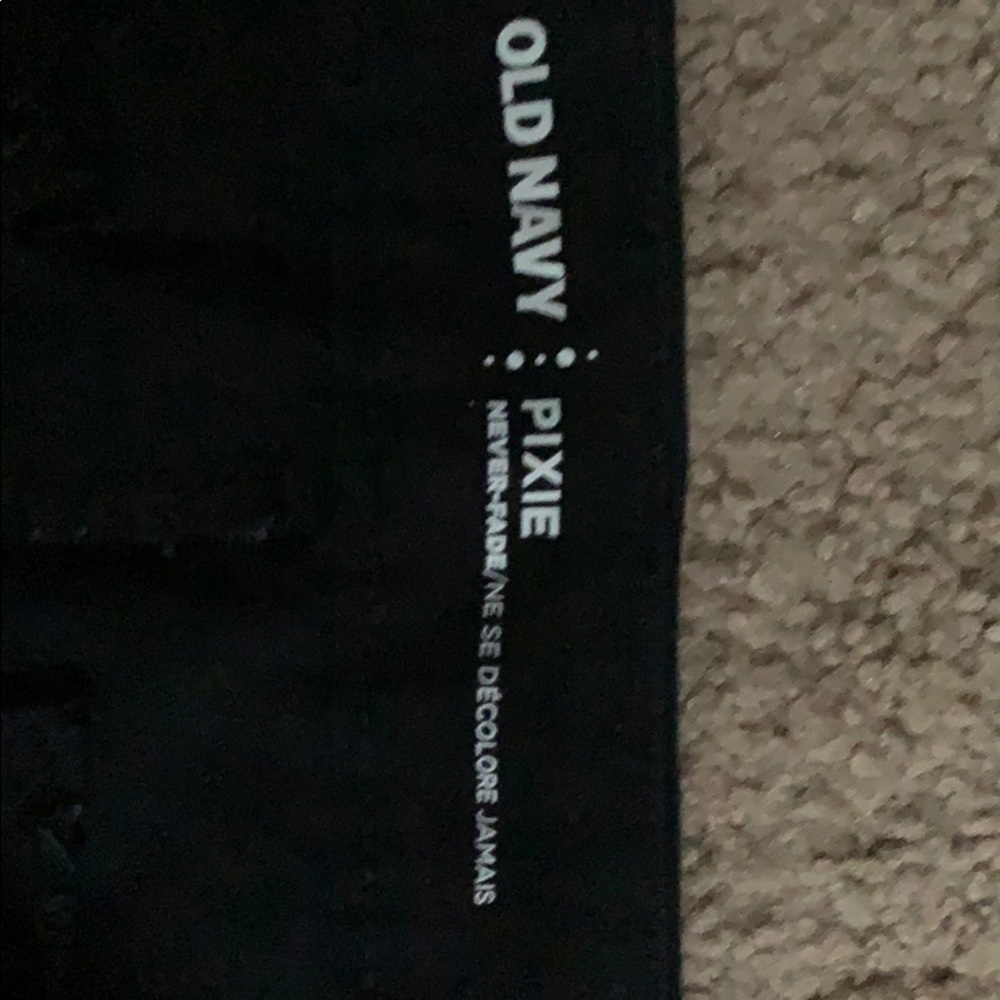 OLD NAVY
PIXIE
NEVER-FADE/NE SE DÉCOLORE JAMAIS